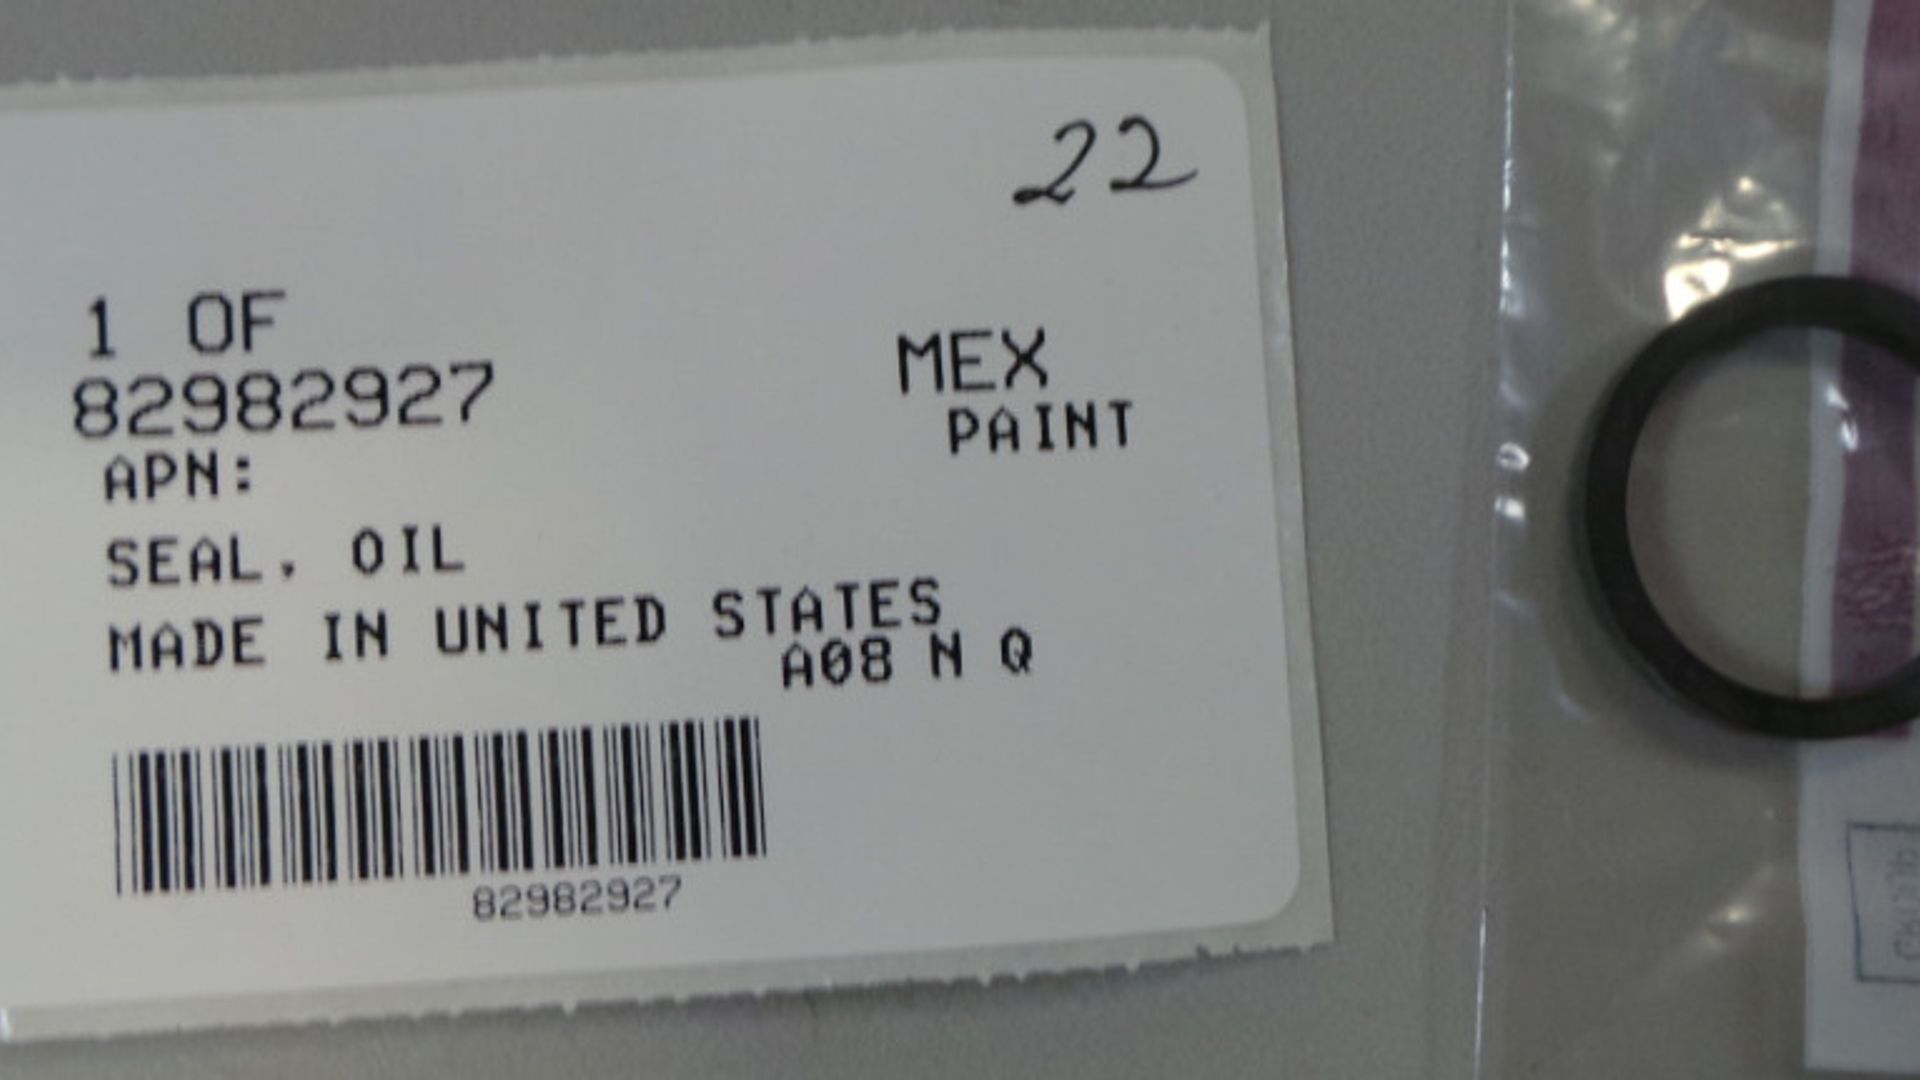 22
1 OF
82982927
MEX
PAINT
APN:
SEAL, OIL
MADE IN UNITED STATES
A08 N Q
82982927